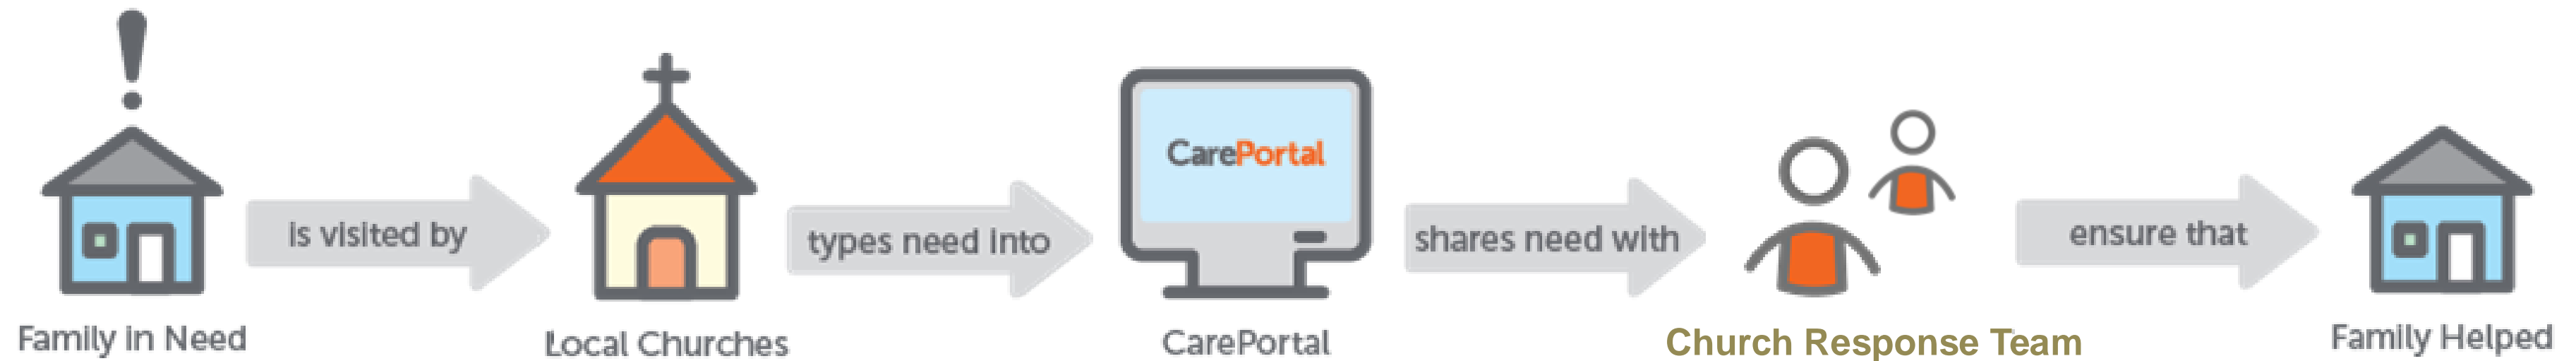 !
is visited by
types need into
CarePortal
shares need with
ensure that
Family in Need
Local Churches
CarePortal
Church Response Team
Family Helped